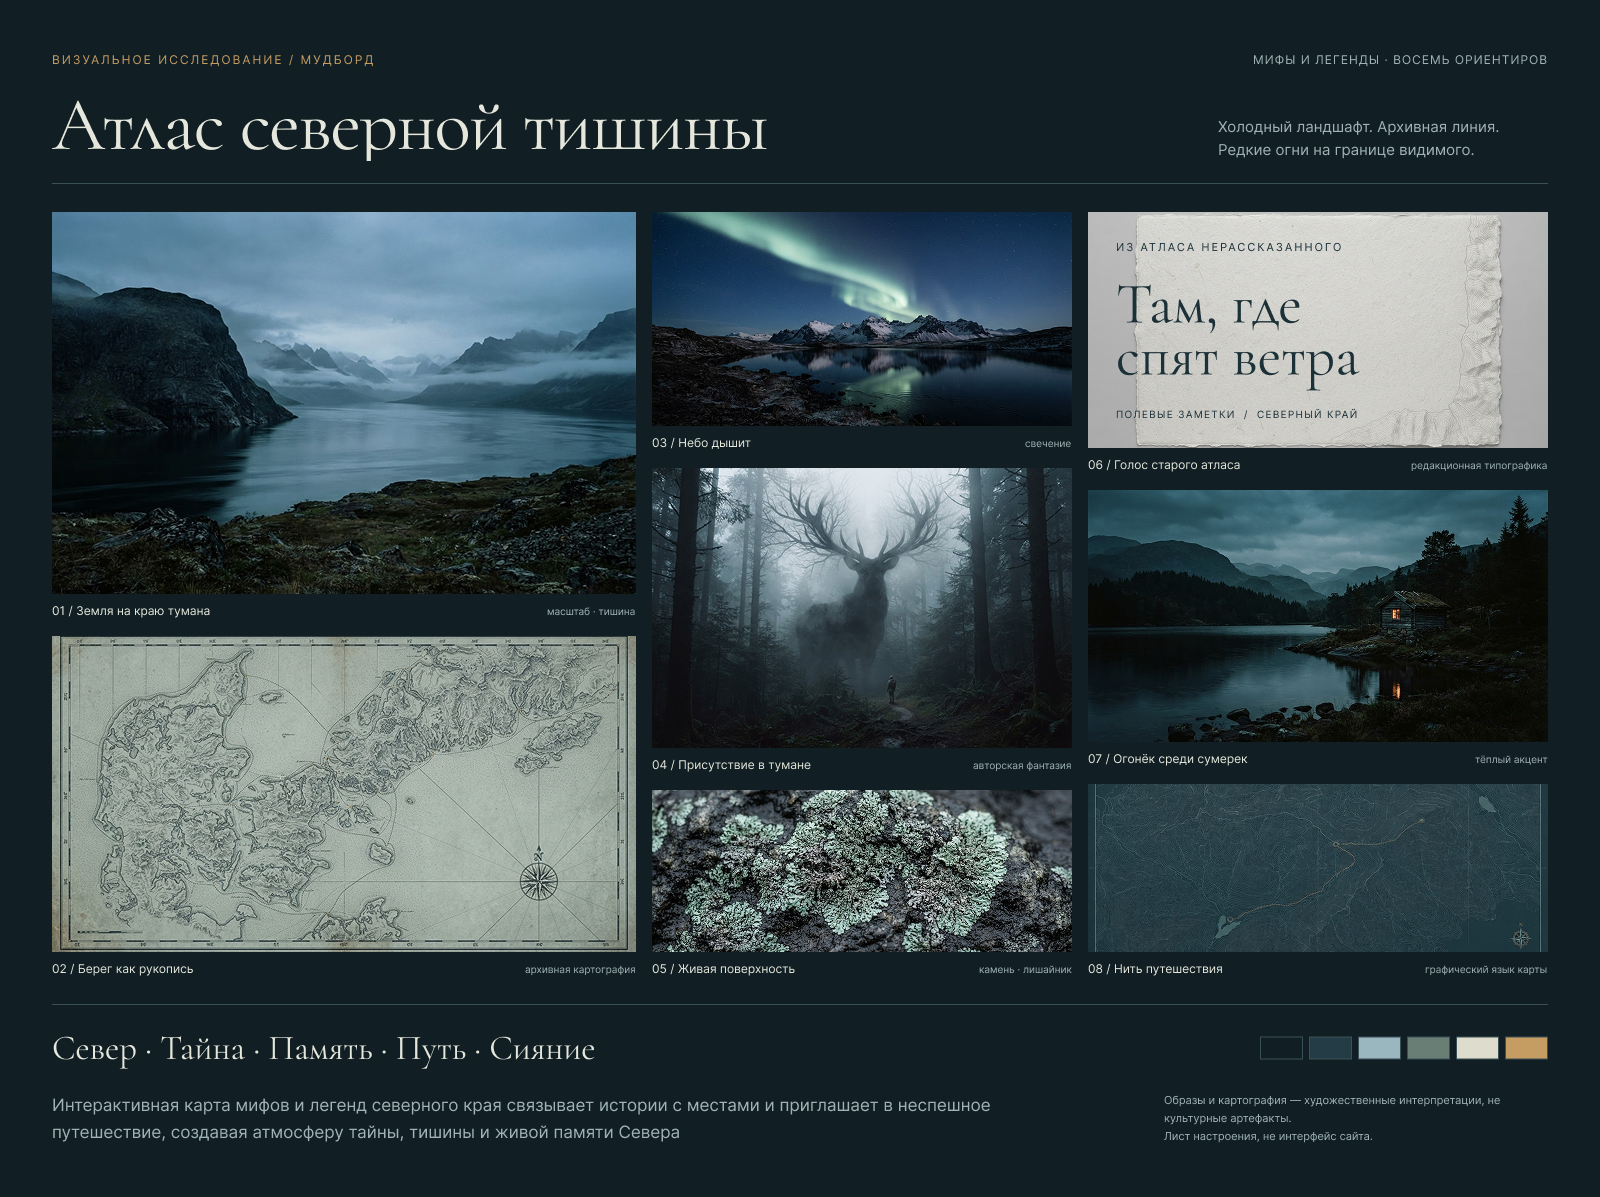 ВИЗУАЛЬНОЕ ИССЛЕДОВАНИЕ / МУДБОРД
МИФЫ И ЛЕГЕНДЫ · ВОСЕМЬ ОРИЕНТИРОВ
Атлас северной тишины
Холодный ландшафт. Архивная линия.
Редкие огни на границе видимого.
01 / Земля на краю тумана
масштаб · тишина
N
02 / Берег как рукопись
архивная картография
03 / Небо дышит
свечение
04 / Присутствие в тумане
авторская фантазия
05 / Живая поверхность
камень · лишайник
ИЗ АТЛАСА НЕРАССКАЗАННОГО
Там, где
спят ветра
ПОЛЕВЫЕ ЗАМЕТКИ / СЕВЕРНЫЙ КРАЙ
06 / Голос старого атласа
редакционная типографика
07 / Огонёк среди сумерек
тёплый акцент
08 / Нить путешествия
графический язык карты
Север · Тайна · Память · Путь · Сияние
Интерактивная карта мифов и легенд северного края связывает истории с местами и приглашает в неспешное
путешествие, создавая атмосферу тайны, тишины и живой памяти Севера
Образы и картография — художественные интерпретации, не
культурные артефакты.
Лист настроения, не интерфейс сайта.